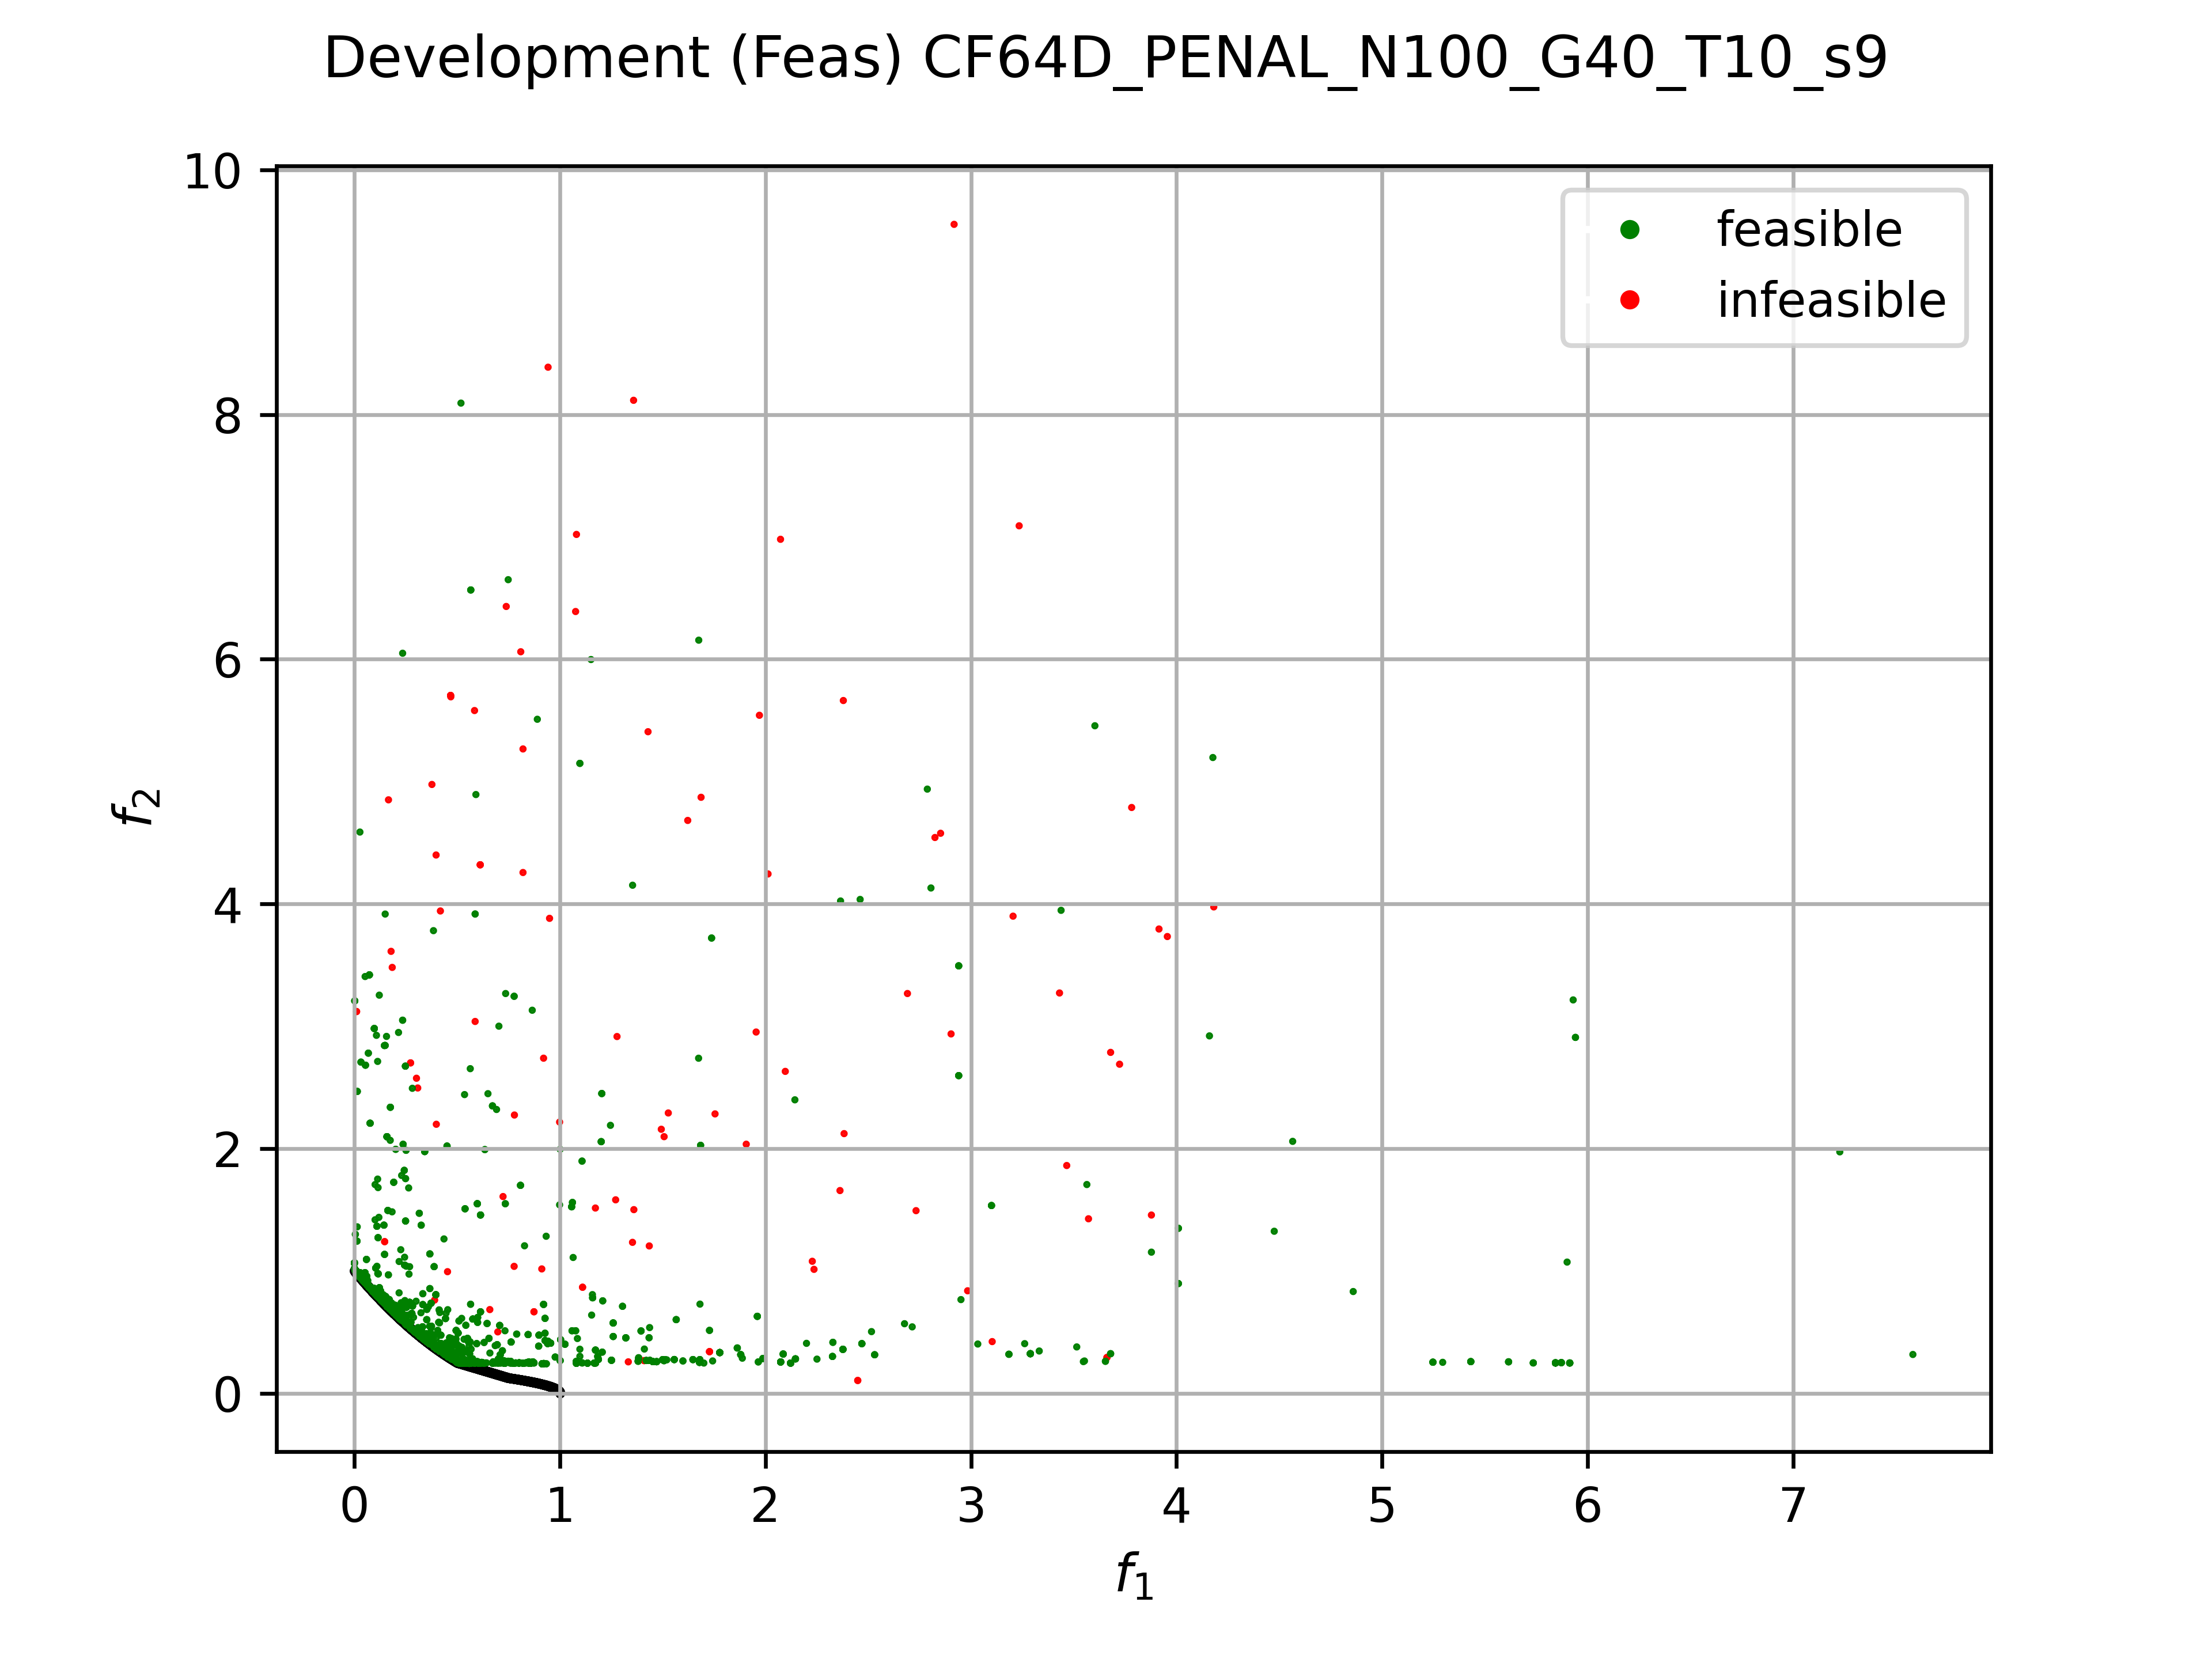 Development (Feas) CF64D_PENAL_N100_G40_T10_s9
feasible
infeasible
10
8
6
4
2
0
f2
0 1 2 3 4 5 6 7
f1